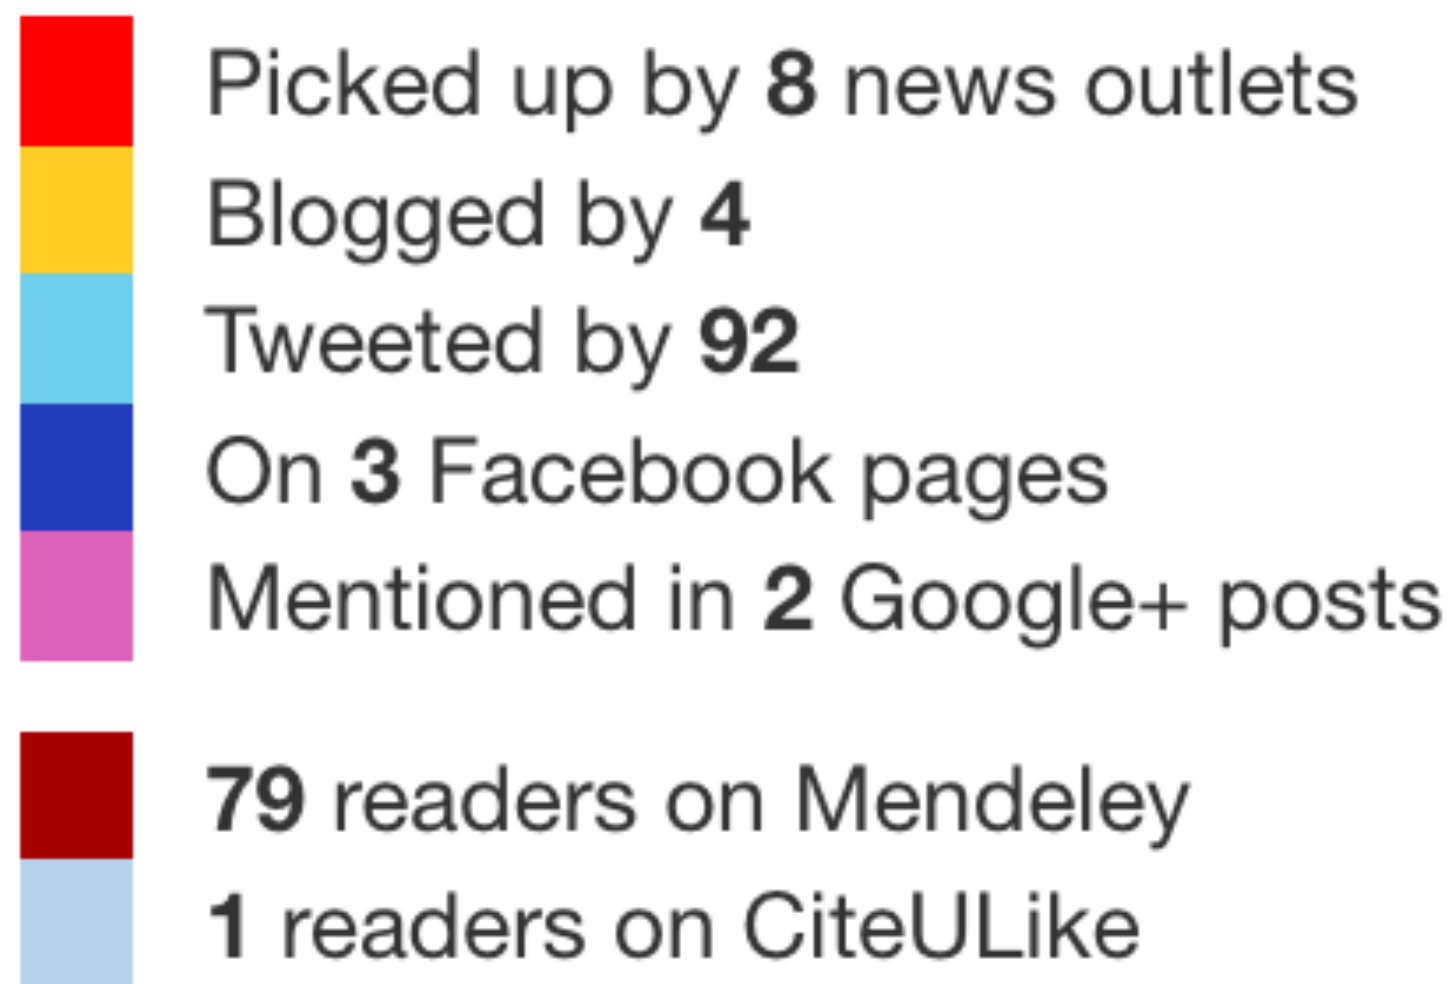 Picked up by 8 news outlets
Blogged by 4
Tweeted by 92
On 3 Facebook pages
Mentioned in 2 Google+ posts
79 readers on Mendeley
1 readers on CiteULike